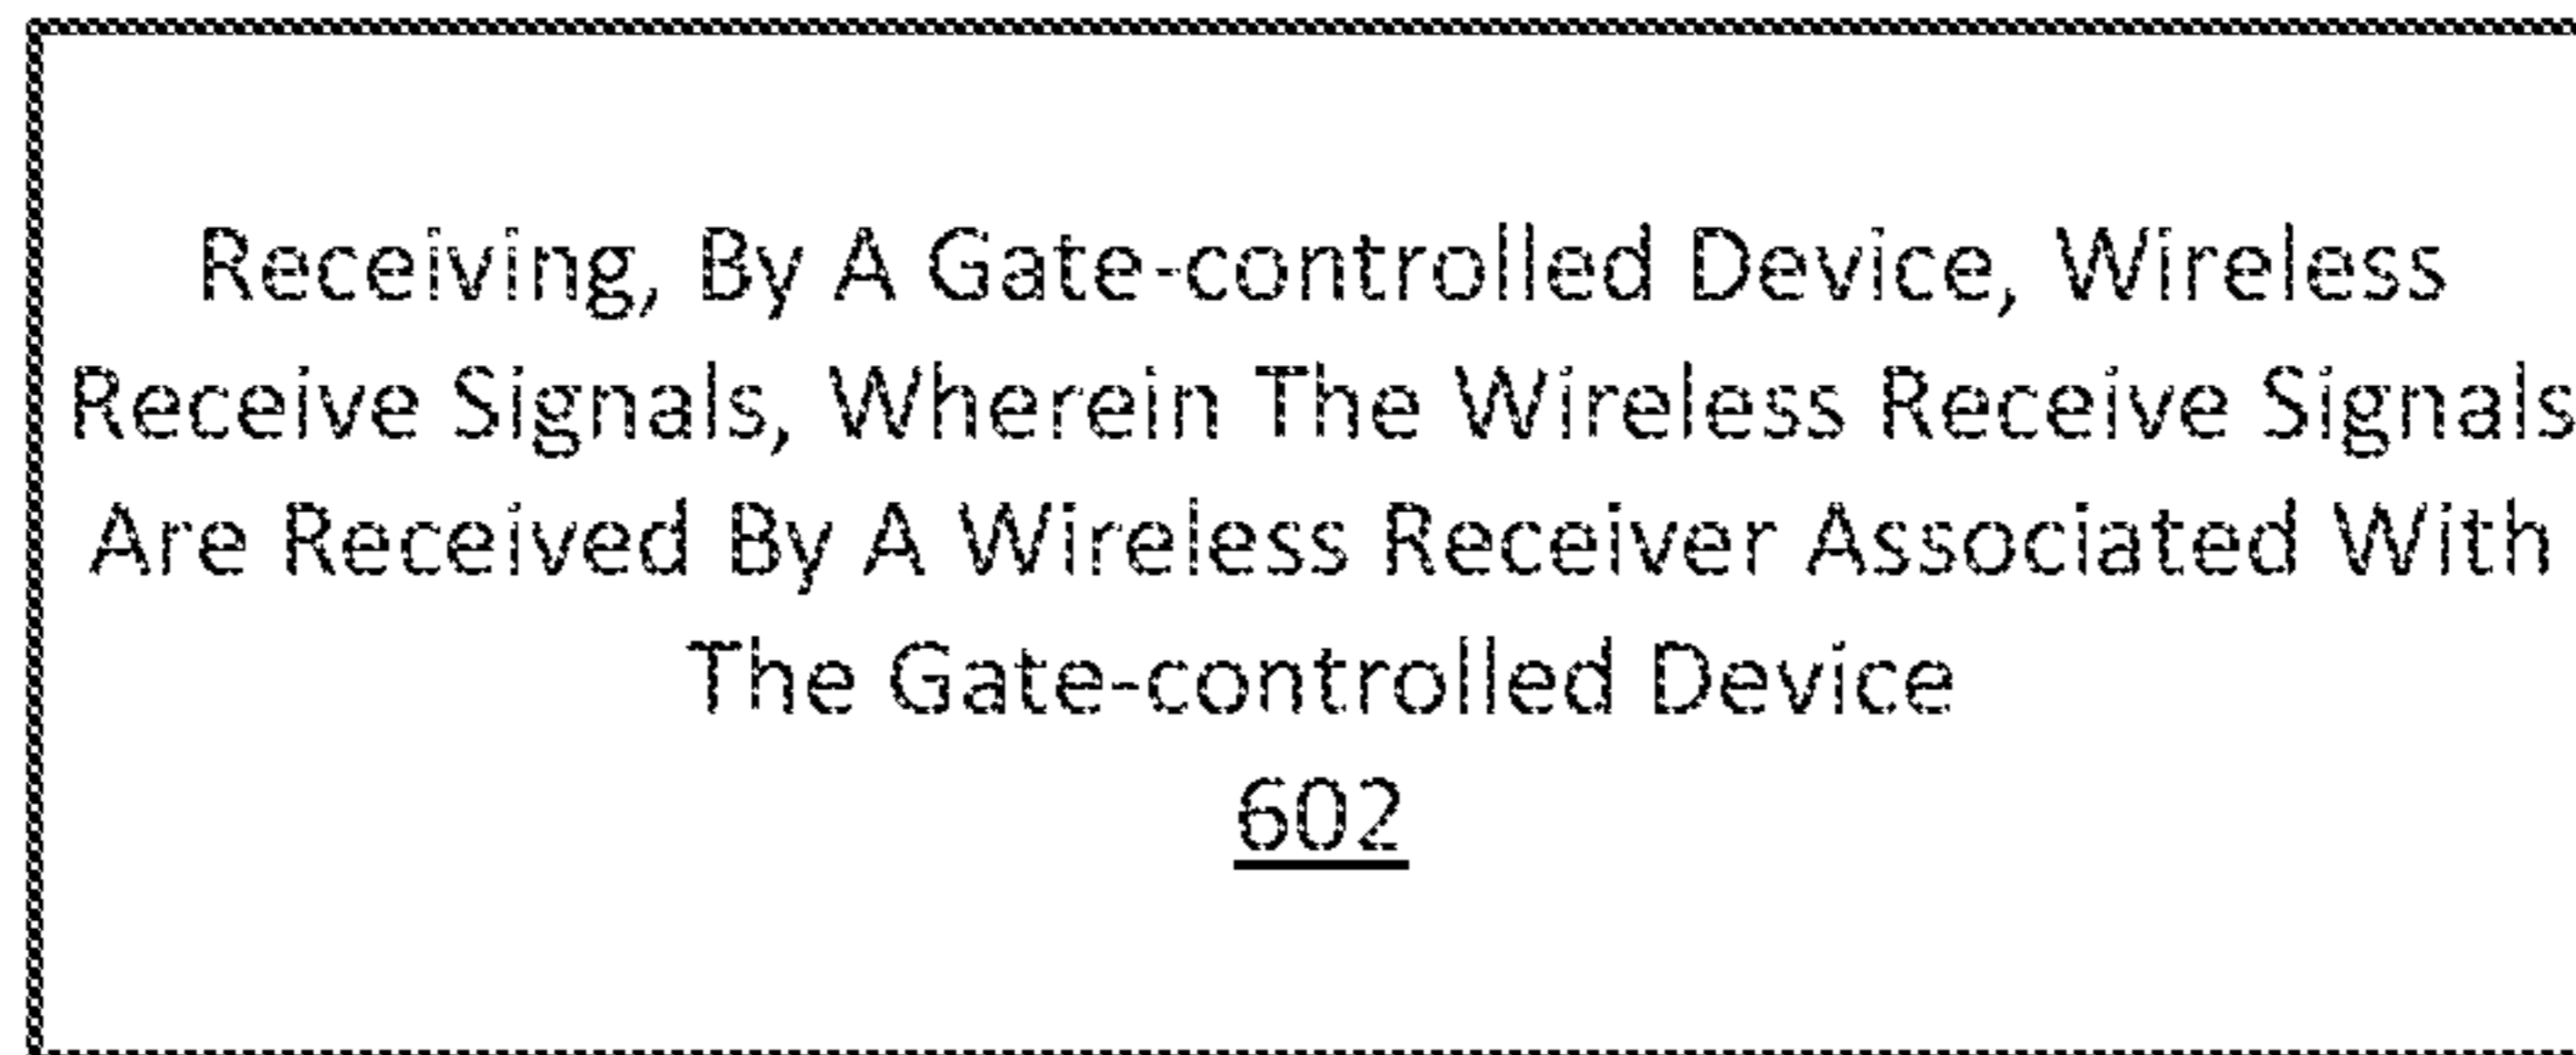 Receiving, By A Gate-controlled Device, Wireless
Receive Signals, Wherein The Wireless Receive Signals
Are Received By A Wireless Receiver Associated With
The Gate-controlled Device
602